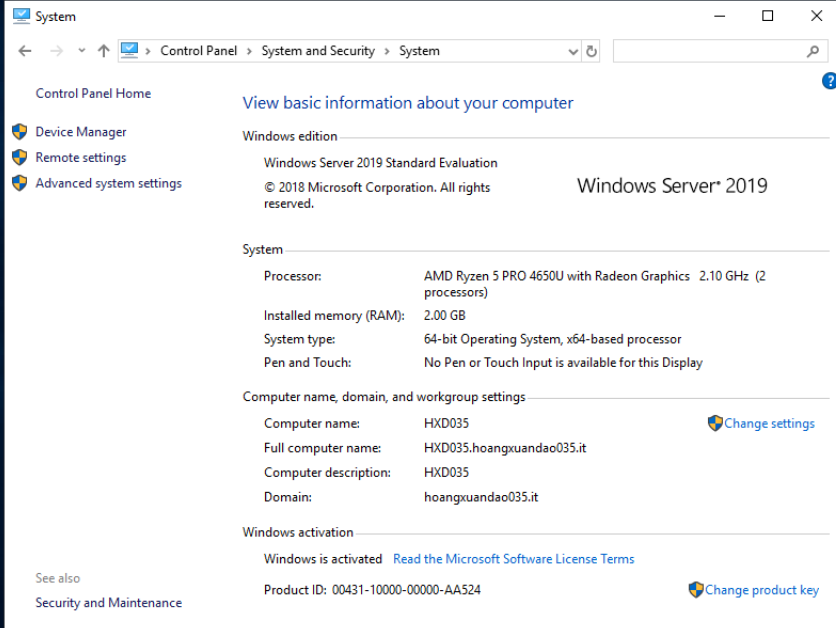 System
Control Panel > System and Security > System
Control Panel Home
Device Manager
Remote settings
Advanced system settings
View basic information about your computer
Windows edition
Windows Server 2019 Standard Evaluation
© 2018 Microsoft Corporation. All rights
reserved.
Windows Server® 2019
System
Processor: AMD Ryzen 5 PRO 4650U with Radeon Graphics 2.10 GHz (2
processors)
Installed memory (RAM): 2.00 GB
System type: 64-bit Operating System, x64-based processor
Pen and Touch: No Pen or Touch Input is available for this Display
Computer name, domain, and workgroup settings
Computer name: HXD035
Change settings
Full computer name: HXD035.hoangxuandao035.it
Computer description: HXD035
Domain: hoangxuandao035.it
Windows activation
Windows is activated Read the Microsoft Software License Terms
Product ID: 00431-10000-00000-AA524
Change product key
See also
Security and Maintenance